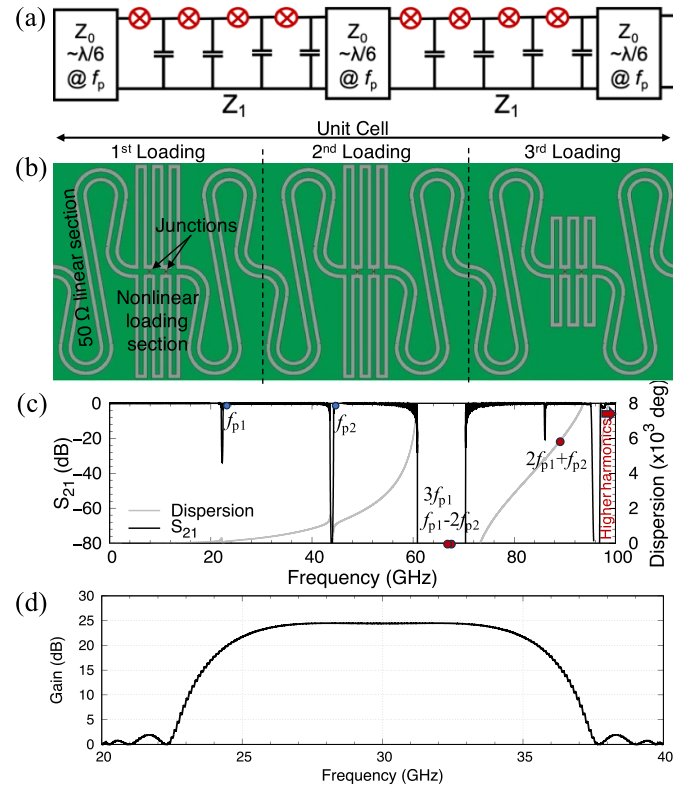 (a)
Z0
~λ/6
@ fp
Z0
~λ/6
@ fp
Z0
~λ/6
@ fp
Z1
Z1
Unit Cell
(b)
1st Loading
2nd Loading
3rd Loading
50 Ω linear section
Junctions
Nonlinear
loading
section
(c)
S21 (dB)
0
-20
-40
-60
-80
fp1
fp2
3fp1
fp1-2fp2
2fp1+fp2
Dispersion
S21
Higher harmonics
8
6
4
2
0
Dispersion (x10³ deg)
0 20 40 60 80 100
Frequency (GHz)
(d)
Gain (dB)
30
25
20
15
10
5
0
20 25 30 35 40
Frequency (GHz)